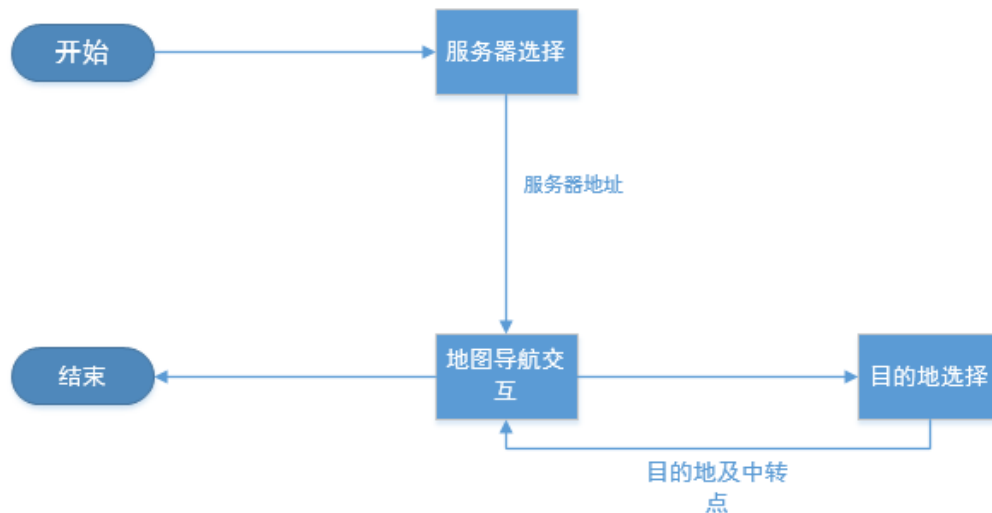 开始
服务器选择
服务器地址
结束
地图导航交
互
目的地选择
目的地及中转
点